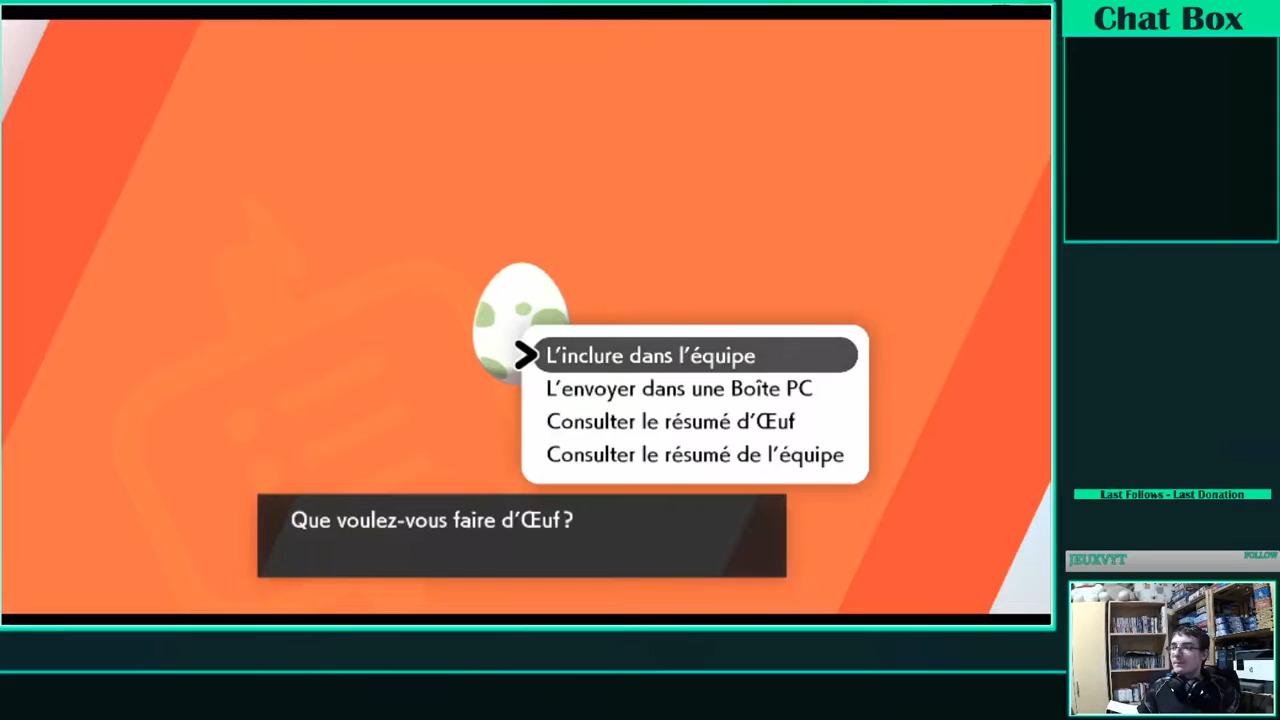 Chat Box
L'inclure dans l'équipe
L'envoyer dans une Boîte PC
Consulter le résumé d'Œuf
Consulter le résumé de l'équipe
Que voulez-vous faire d'Œuf ?
Last Follows - Last Donation
JEUXVYT
FOLLOW